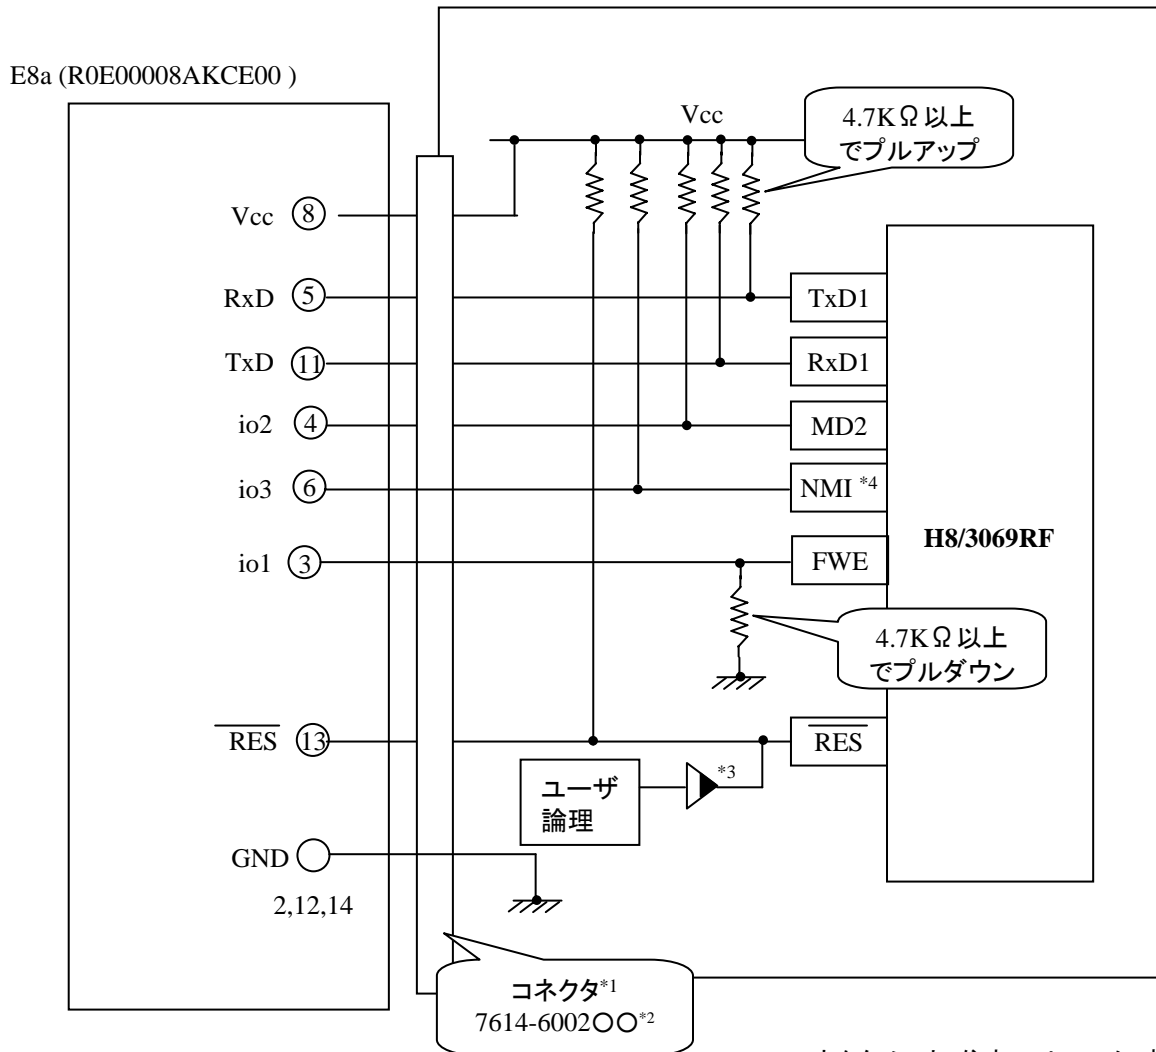 E8a (R0E00008AKCE00 )
Vcc
4.7KΩ以上
でプルアップ
Vcc ⑧
RxD ⑤
TxD1
TxD ⑪
RxD1
io2 ④
MD2
io3 ⑥
NMI *4
H8/3069RF
io1 ③
FWE
4.7KΩ以上
でプルダウン
RES ⑬
RES
*3
ユーザ
論理
GND
2,12,14
コネクタ*1
7614-6002〇〇*2